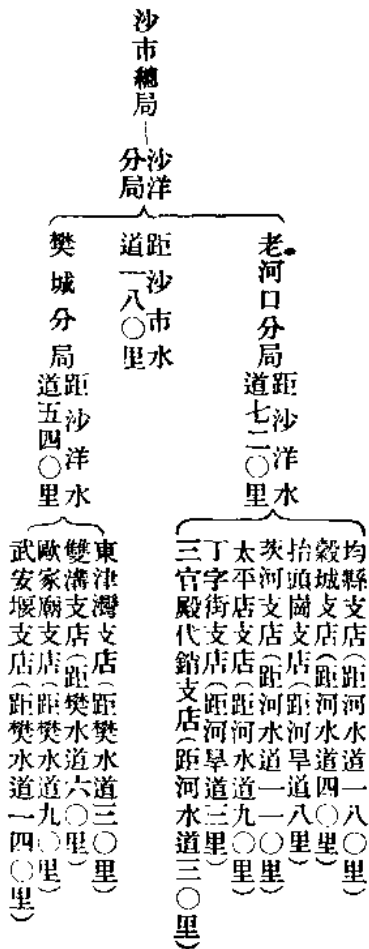 沙市總局
沙洋
分局
距沙市水
道一八〇里
老河口分局
距沙洋水
道七二〇里
均縣支店（距河水道一八〇里）
穀城支店（距河水道四〇里）
抬頭崗支店（距河旱道八里）
茨河支店（距河水道一一〇里）
太平店支店（距河水道九〇里）
丁字街支店（距河旱道三里）
三官殿代銷支店（距河水道三〇里）
樊城分局
距沙洋水
道五四〇里
東津灣支店（距樊水道三〇里）
雙溝支店（距樊水道六〇里）
歐家廟支店（距樊水道九〇里）
武安堰支店（距樊水道一四〇里）